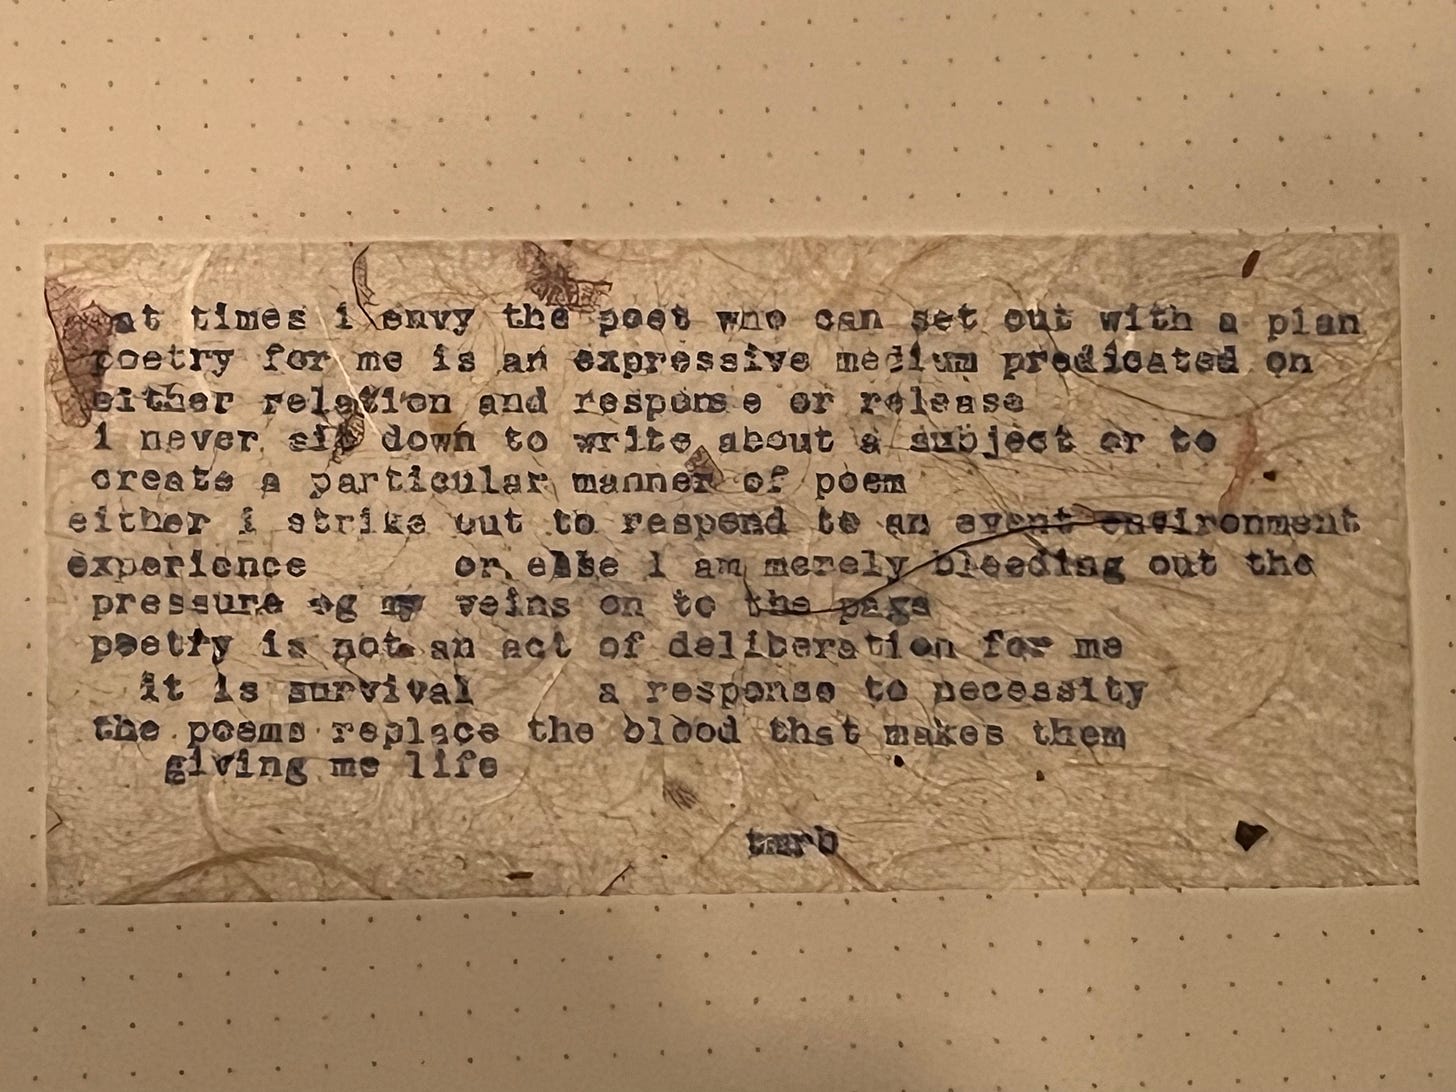 at times i envy the poet who can set out with a plan
poetry for me is an expressive medium predicated on
either relation and response or release
i never sit down to write about a subject or to
create a particular manner of poem
either i strike out to respond to an event environment
experience or else i am merely bleeding out the
pressure og my veins on to the page
poetry is not an act of deliberation for me
it is survival a response to necessity
the poems replace the blood that makes them
giving me life